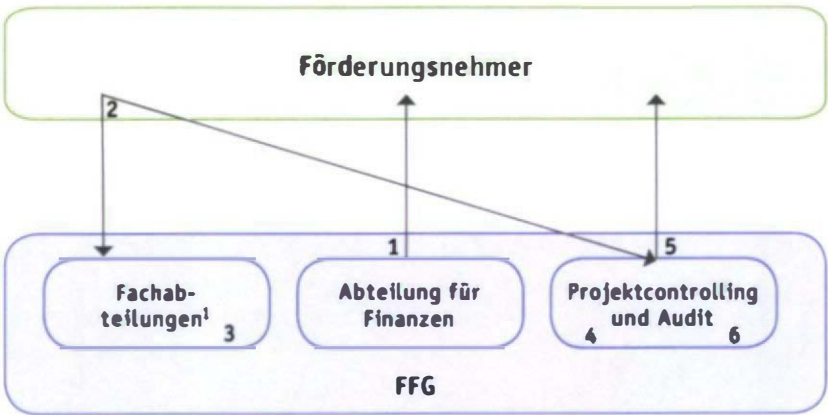 Förderungsnehmer
2
1
5
Fachab-
teilungen¹
3
Abteilung für
Finanzen
Projektcontrolling
und Audit
4
6
FFG